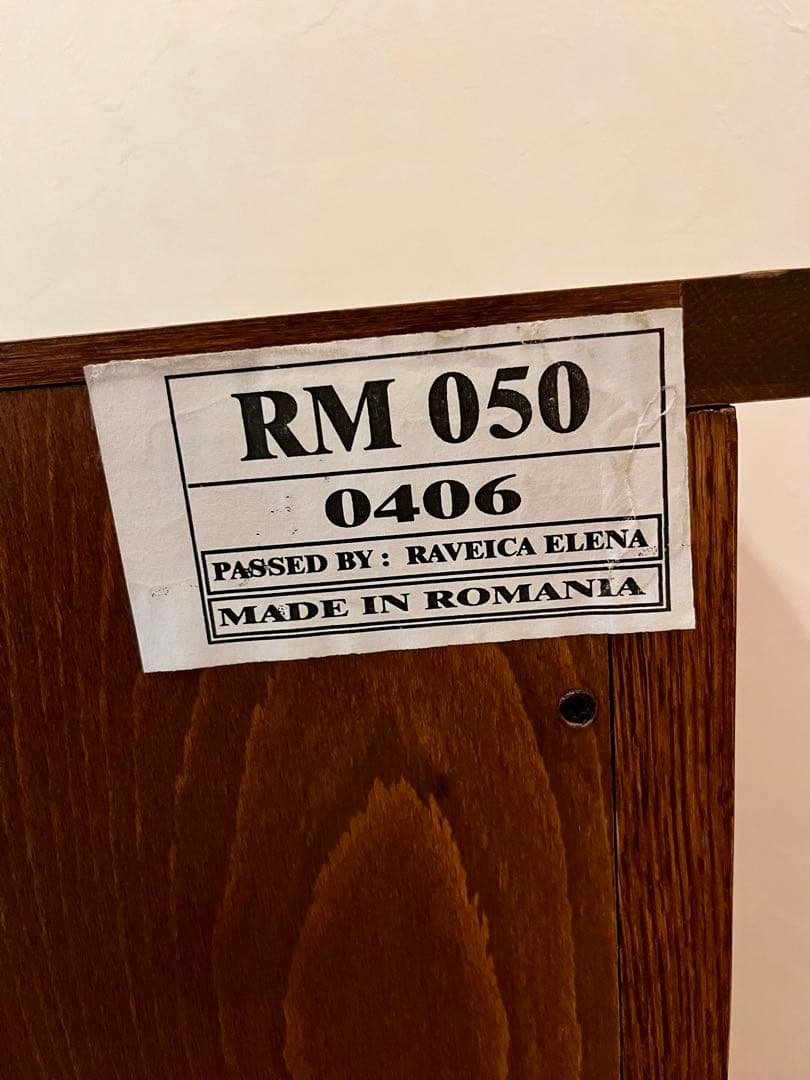 RM 050
0406
PASSED BY : RAVEICA ELENA
MADE IN ROMANIA